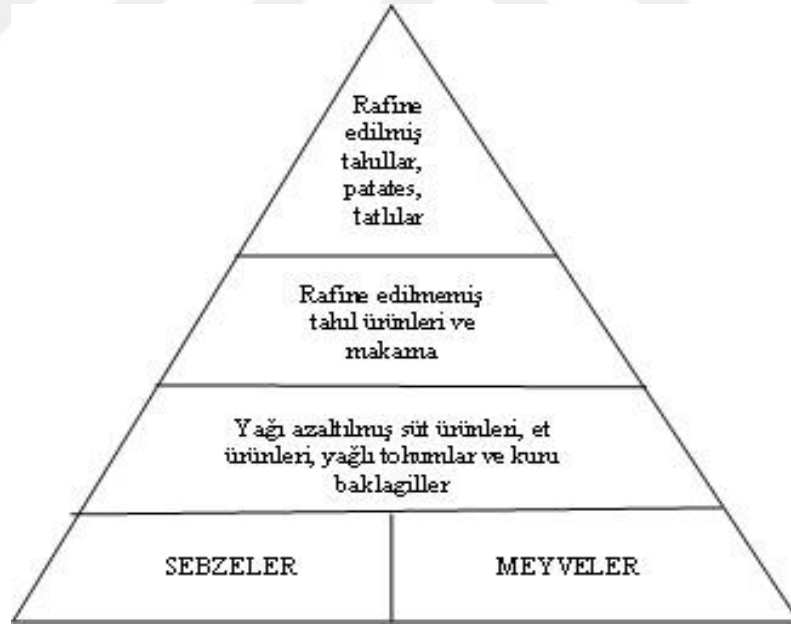 Rafine
edilmiş
tahıllar,
patates,
tatlılar
Rafine edilmemiş
tahıl ürünleri ve
makarna
Yağı azaltılmış süt ürünleri, et
ürünleri, yağlı tohumlar ve kuru
baklagiller
SEBZELER
MEYVELER